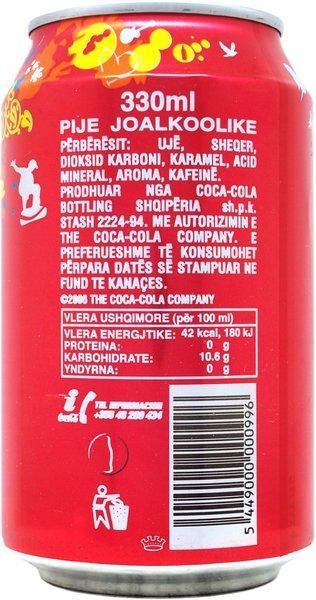 330ml
PIJE JOALKOOLIKE
PËRBËRËSIT: UJË, SHEQER,
DIOKSID KARBONI, KARAMEL, ACID
MINERAL, AROMA, KAFEINË.
PRODHUAR NGA COCA-COLA
BOTTLING SHQIPËRIA sh.p.k.
STASH 2224-94. ME AUTORIZIMIN E
THE COCA-COLA COMPANY. E
PREFERUESHME TË KONSUMOHET
PËRPARA DATËS SË STAMPUAR NE
FUND TE KANAÇES.
©2006 THE COCA-COLA COMPANY
VLERA USHQIMORE (për 100 ml)
VLERA ENERGJTIKE: 42 kcal, 180 kJ
PROTEINA: 0 g
KARBOHIDRATE: 10.6 g
YNDYRNA: 0 g
TEL INFORMACION
5 449000 000996